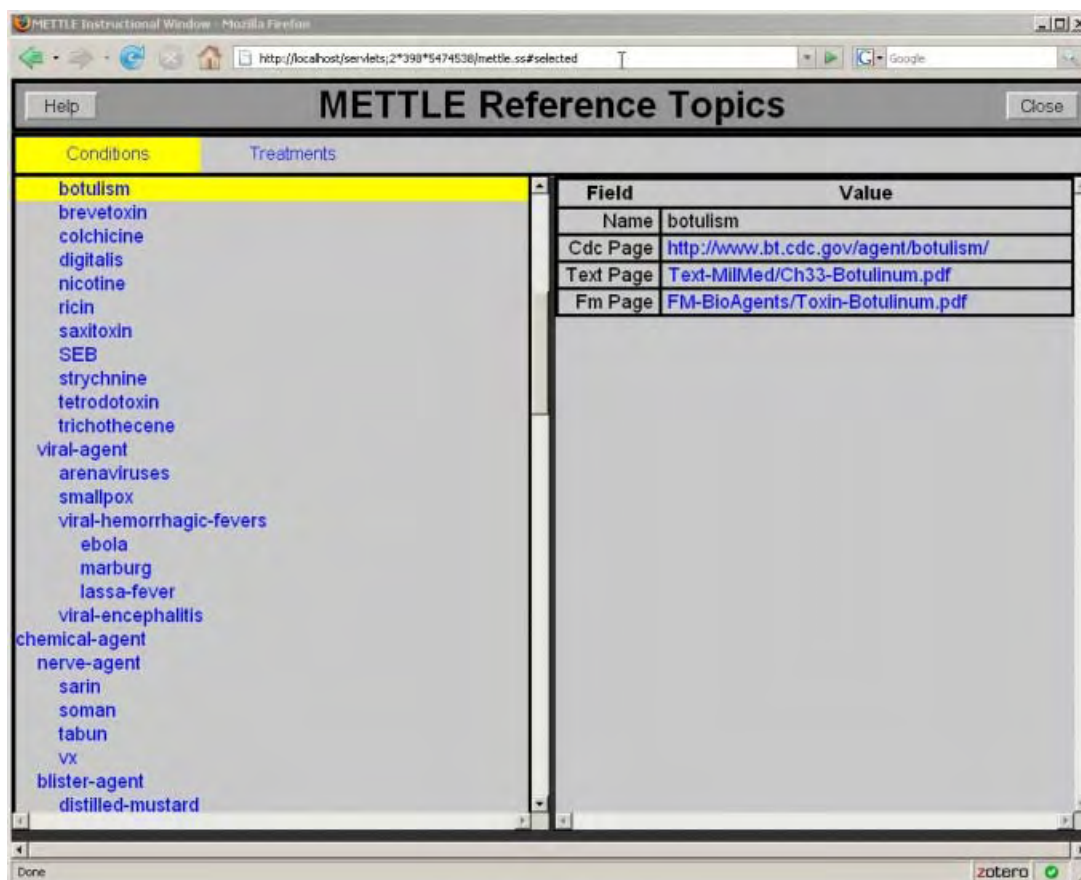 METTLE Instructional Window - Mozilla Firefox
http://localhost/servlets;2*398*5474538/mettle.ss#selected
Google
Help
METTLE Reference Topics
Close
Conditions Treatments
botulism
brevetoxin
colchicine
digitalis
nicotine
ricin
saxitoxin
SEB
strychnine
tetrodotoxin
trichothecene
viral-agent
arenaviruses
smallpox
viral-hemorrhagic-fevers
ebola
marburg
lassa-fever
viral-encephalitis
chemical-agent
nerve-agent
sarin
soman
tabun
vx
blister-agent
distilled-mustard
Field Value
Name botulism
Cdc Page http://www.bt.cdc.gov/agent/botulism/
Text Page Text-MilMed/Ch33-Botulinum.pdf
Fm Page FM-BioAgents/Toxin-Botulinum.pdf
Done
zotero